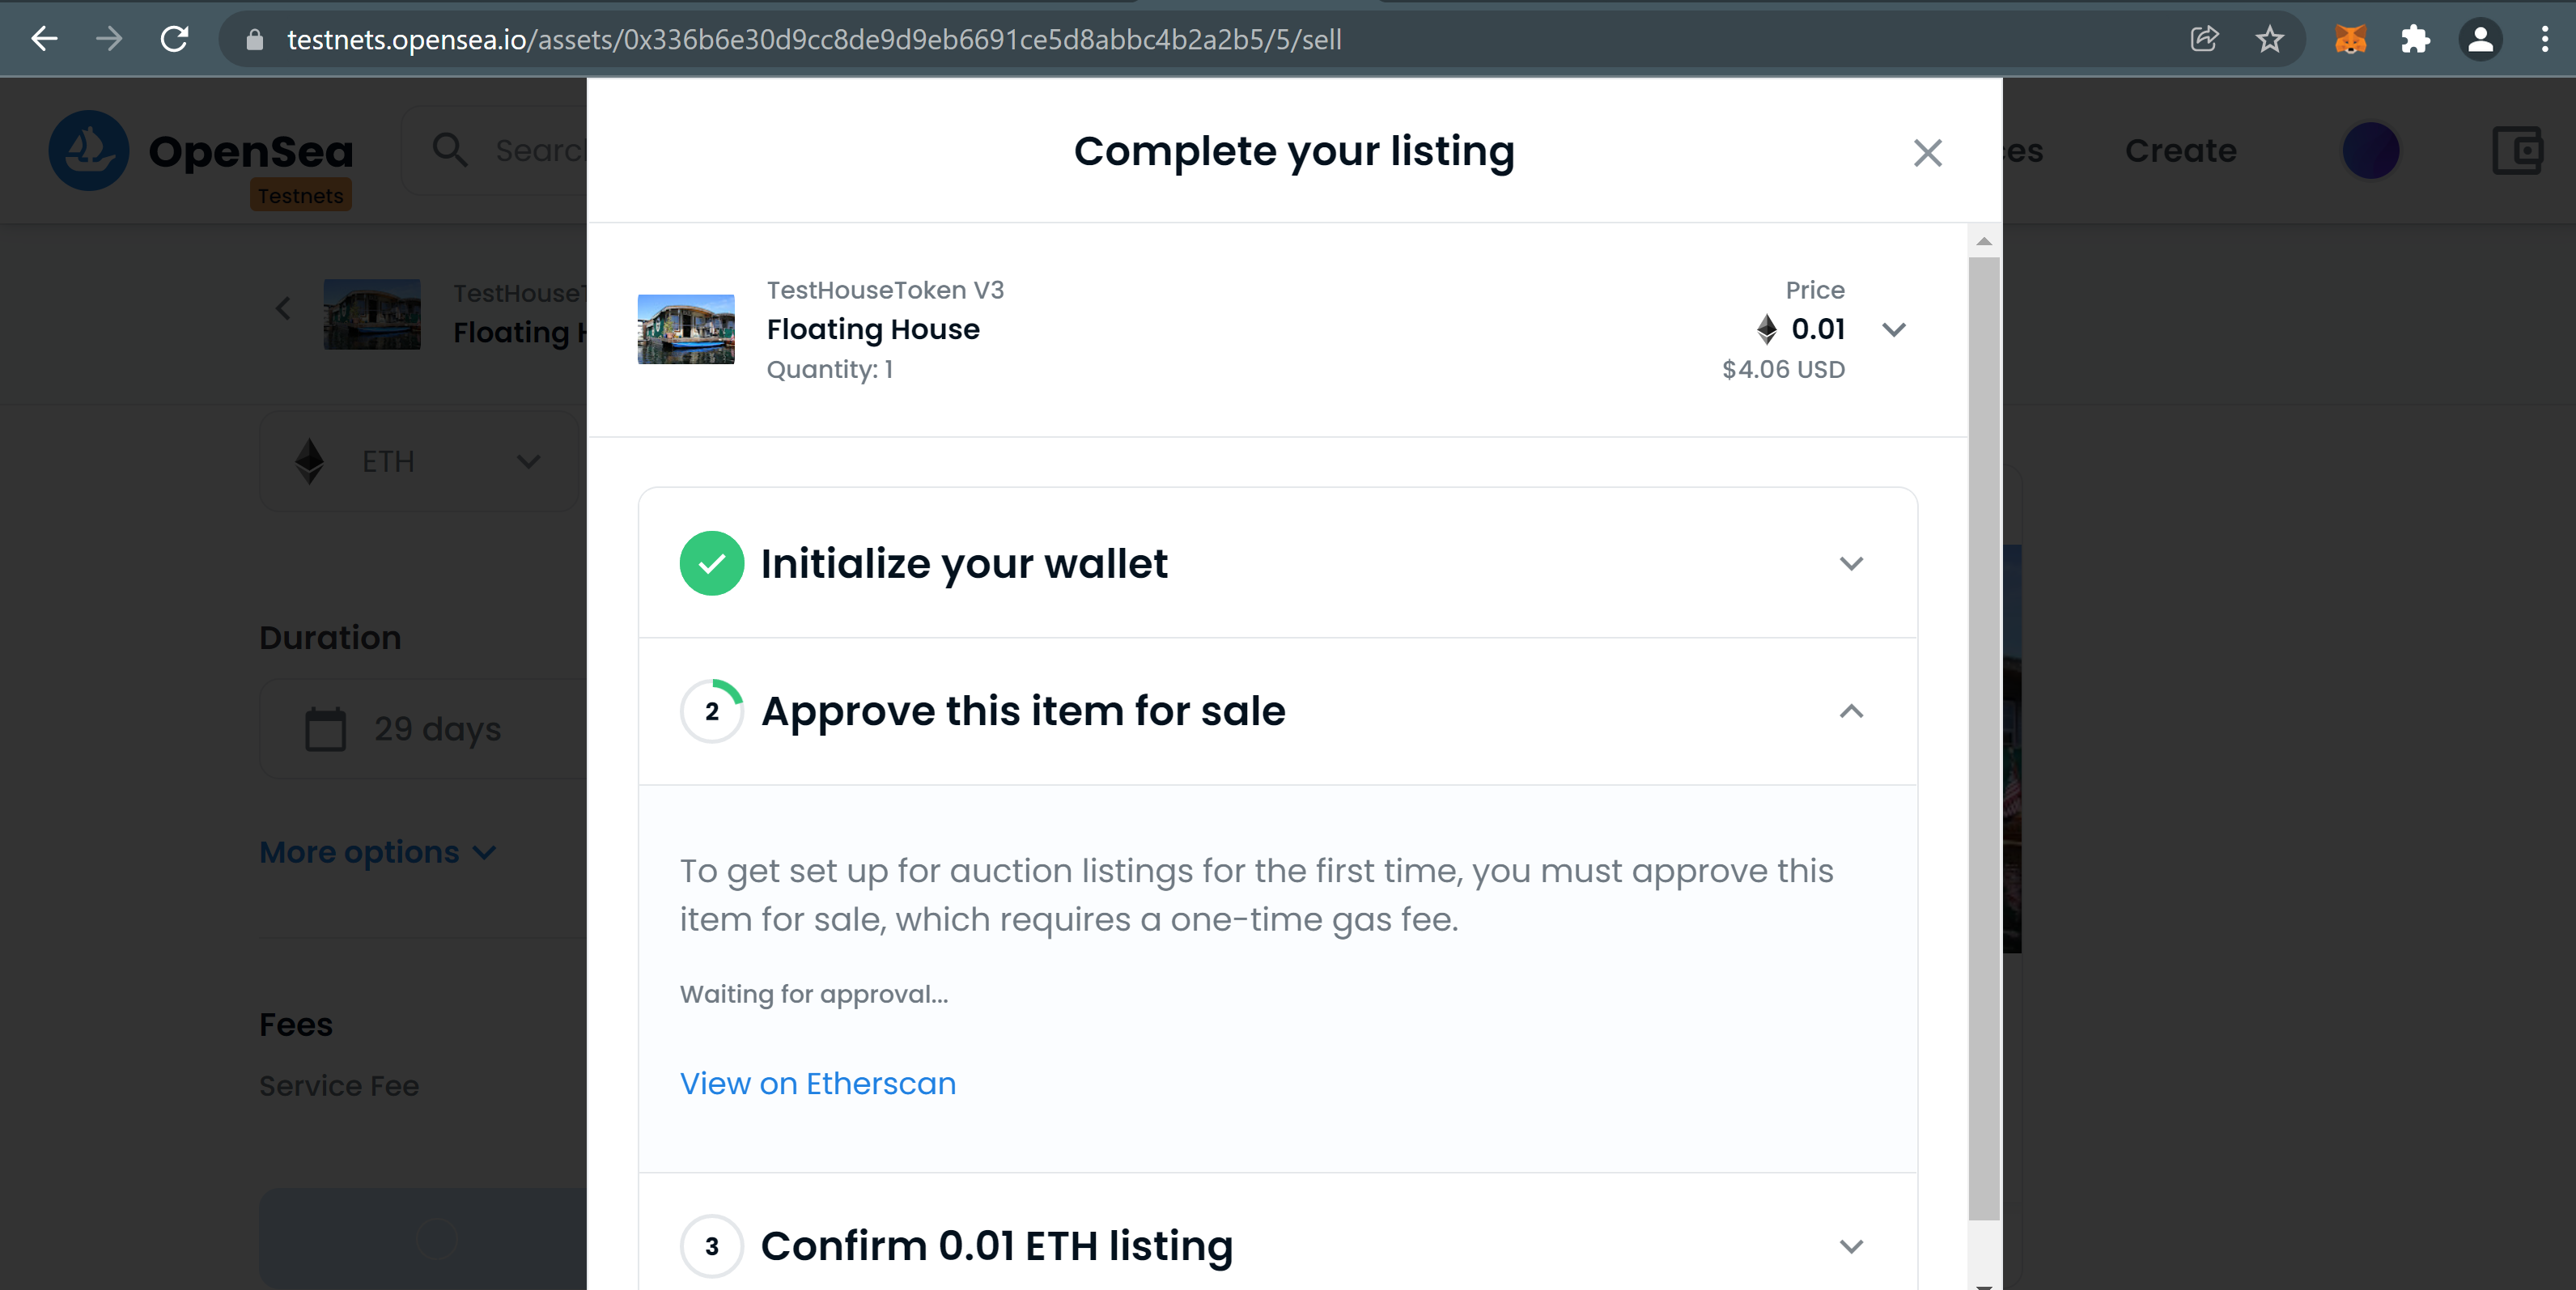 testnets.opensea.io/assets/0x336b6e30d9cc8de9d9eb6691ce5d8abbc4b2a2b5/5/sell
OpenSea
Testnets
Complete your listing
Create
TestHouseToken V3
Floating House
Quantity: 1
Price
0.01
$4.06 USD
Floating
ETH
Initialize your wallet
Duration
2 Approve this item for sale
29 days
More options
To get set up for auction listings for the first time, you must approve this
item for sale, which requires a one-time gas fee.
Waiting for approval...
Fees
View on Etherscan
Service Fee
3 Confirm 0.01 ETH listing